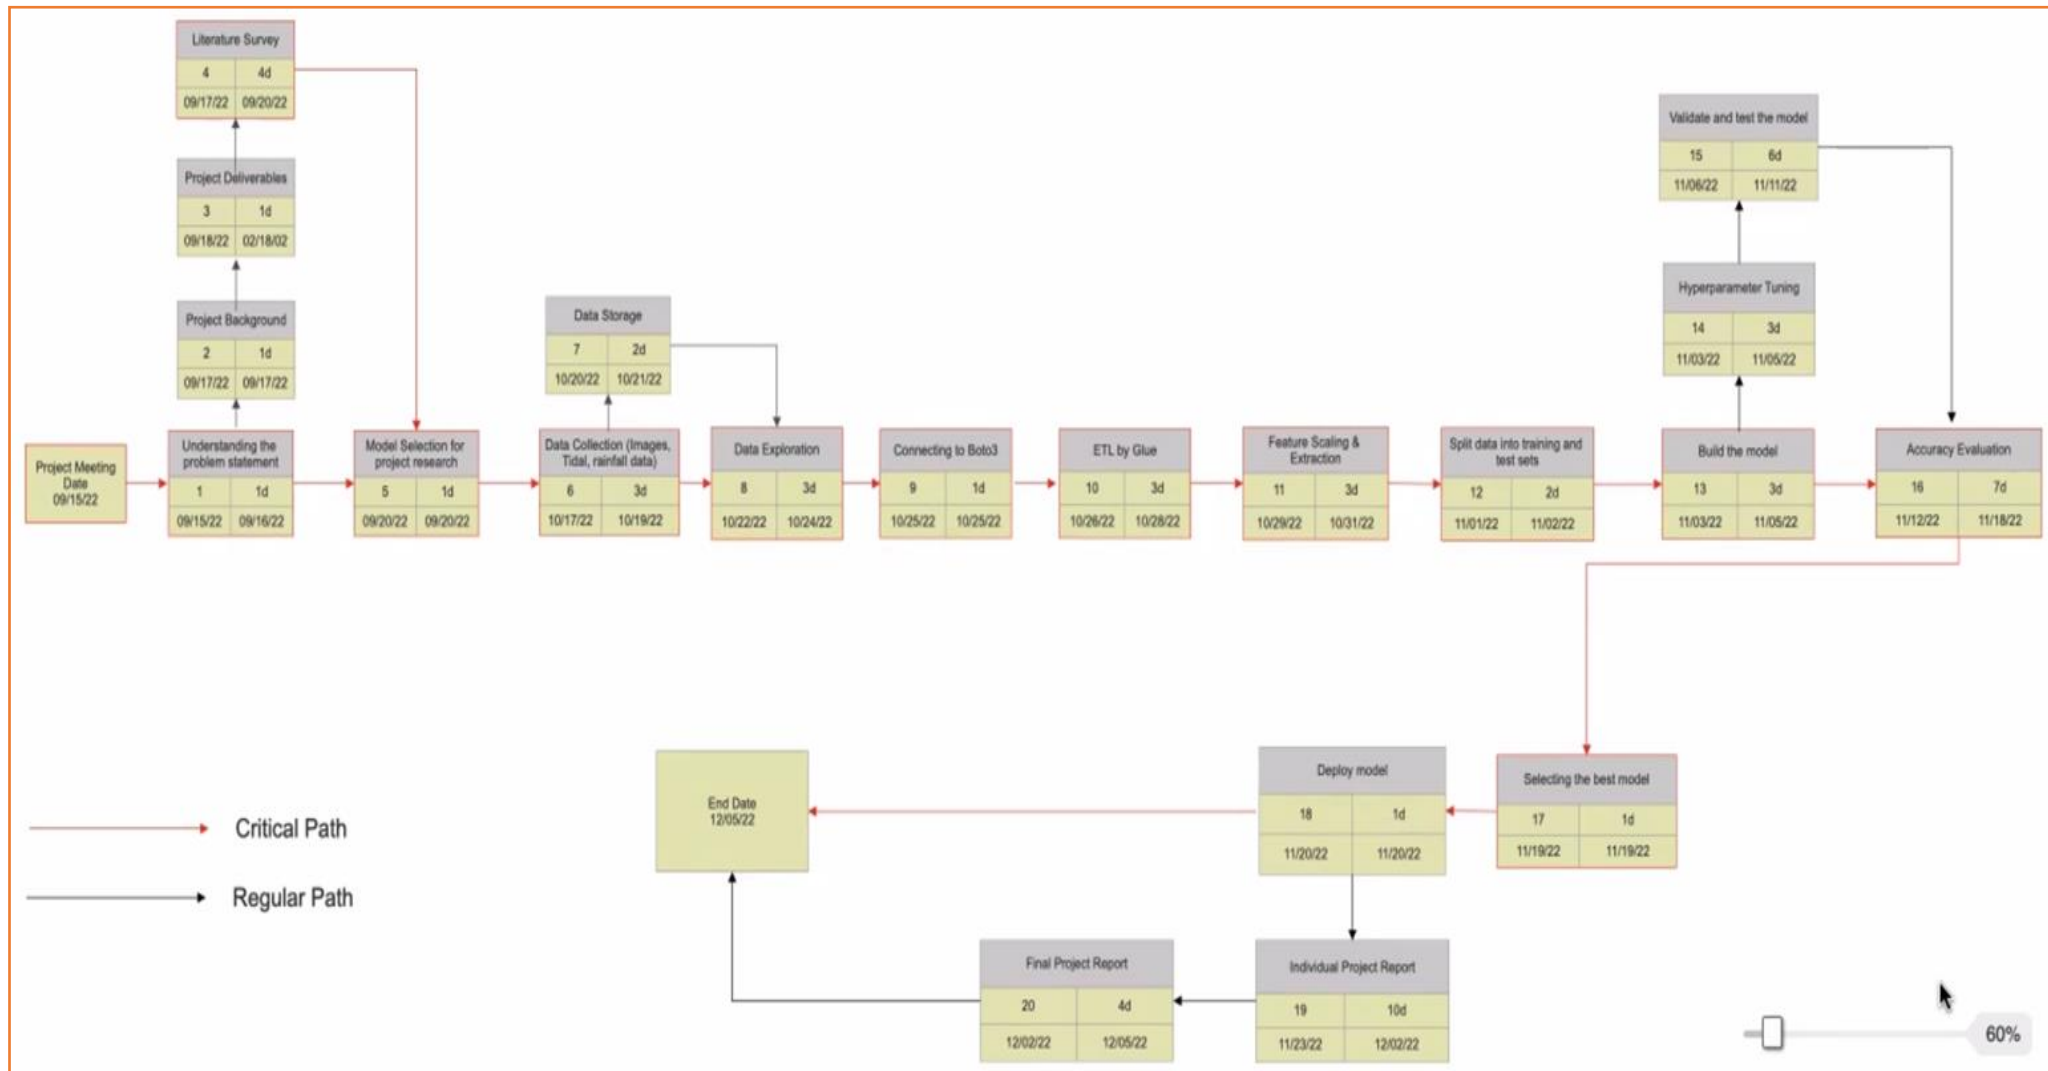 Literature Survey
4 4d
09/17/22 09/20/22
Project Deliverables
3 1d
09/18/22 02/18/02
Project Background
2 1d
09/17/22 09/17/22
Project Meeting
Date
09/15/22
Understanding the
problem statement
1 1d
09/15/22 09/16/22
Model Selection for
project research
5 1d
09/20/22 09/20/22
Data Storage
7 2d
10/20/22 10/21/22
Data Collection (Images,
Tidal, rainfall data)
6 3d
10/17/22 10/19/22
Data Exploration
8 3d
10/22/22 10/24/22
Connecting to Boto3
9 1d
10/25/22 10/25/22
ETL by Glue
10 3d
10/26/22 10/28/22
Feature Scaling &
Extraction
11 3d
10/29/22 10/31/22
Split data into training and
test sets
12 2d
11/01/22 11/02/22
Validate and test the model
15 6d
11/06/22 11/11/22
Hyperparameter Tuning
14 3d
11/03/22 11/05/22
Build the model
13 3d
11/03/22 11/05/22
Accuracy Evaluation
16 7d
11/12/22 11/18/22
Selecting the best model
17 1d
11/19/22 11/19/22
Deploy model
18 1d
11/20/22 11/20/22
End Date
12/05/22
Individual Project Report
19 10d
11/23/22 12/02/22
Final Project Report
20 4d
12/02/22 12/05/22
Critical Path
Regular Path
60%